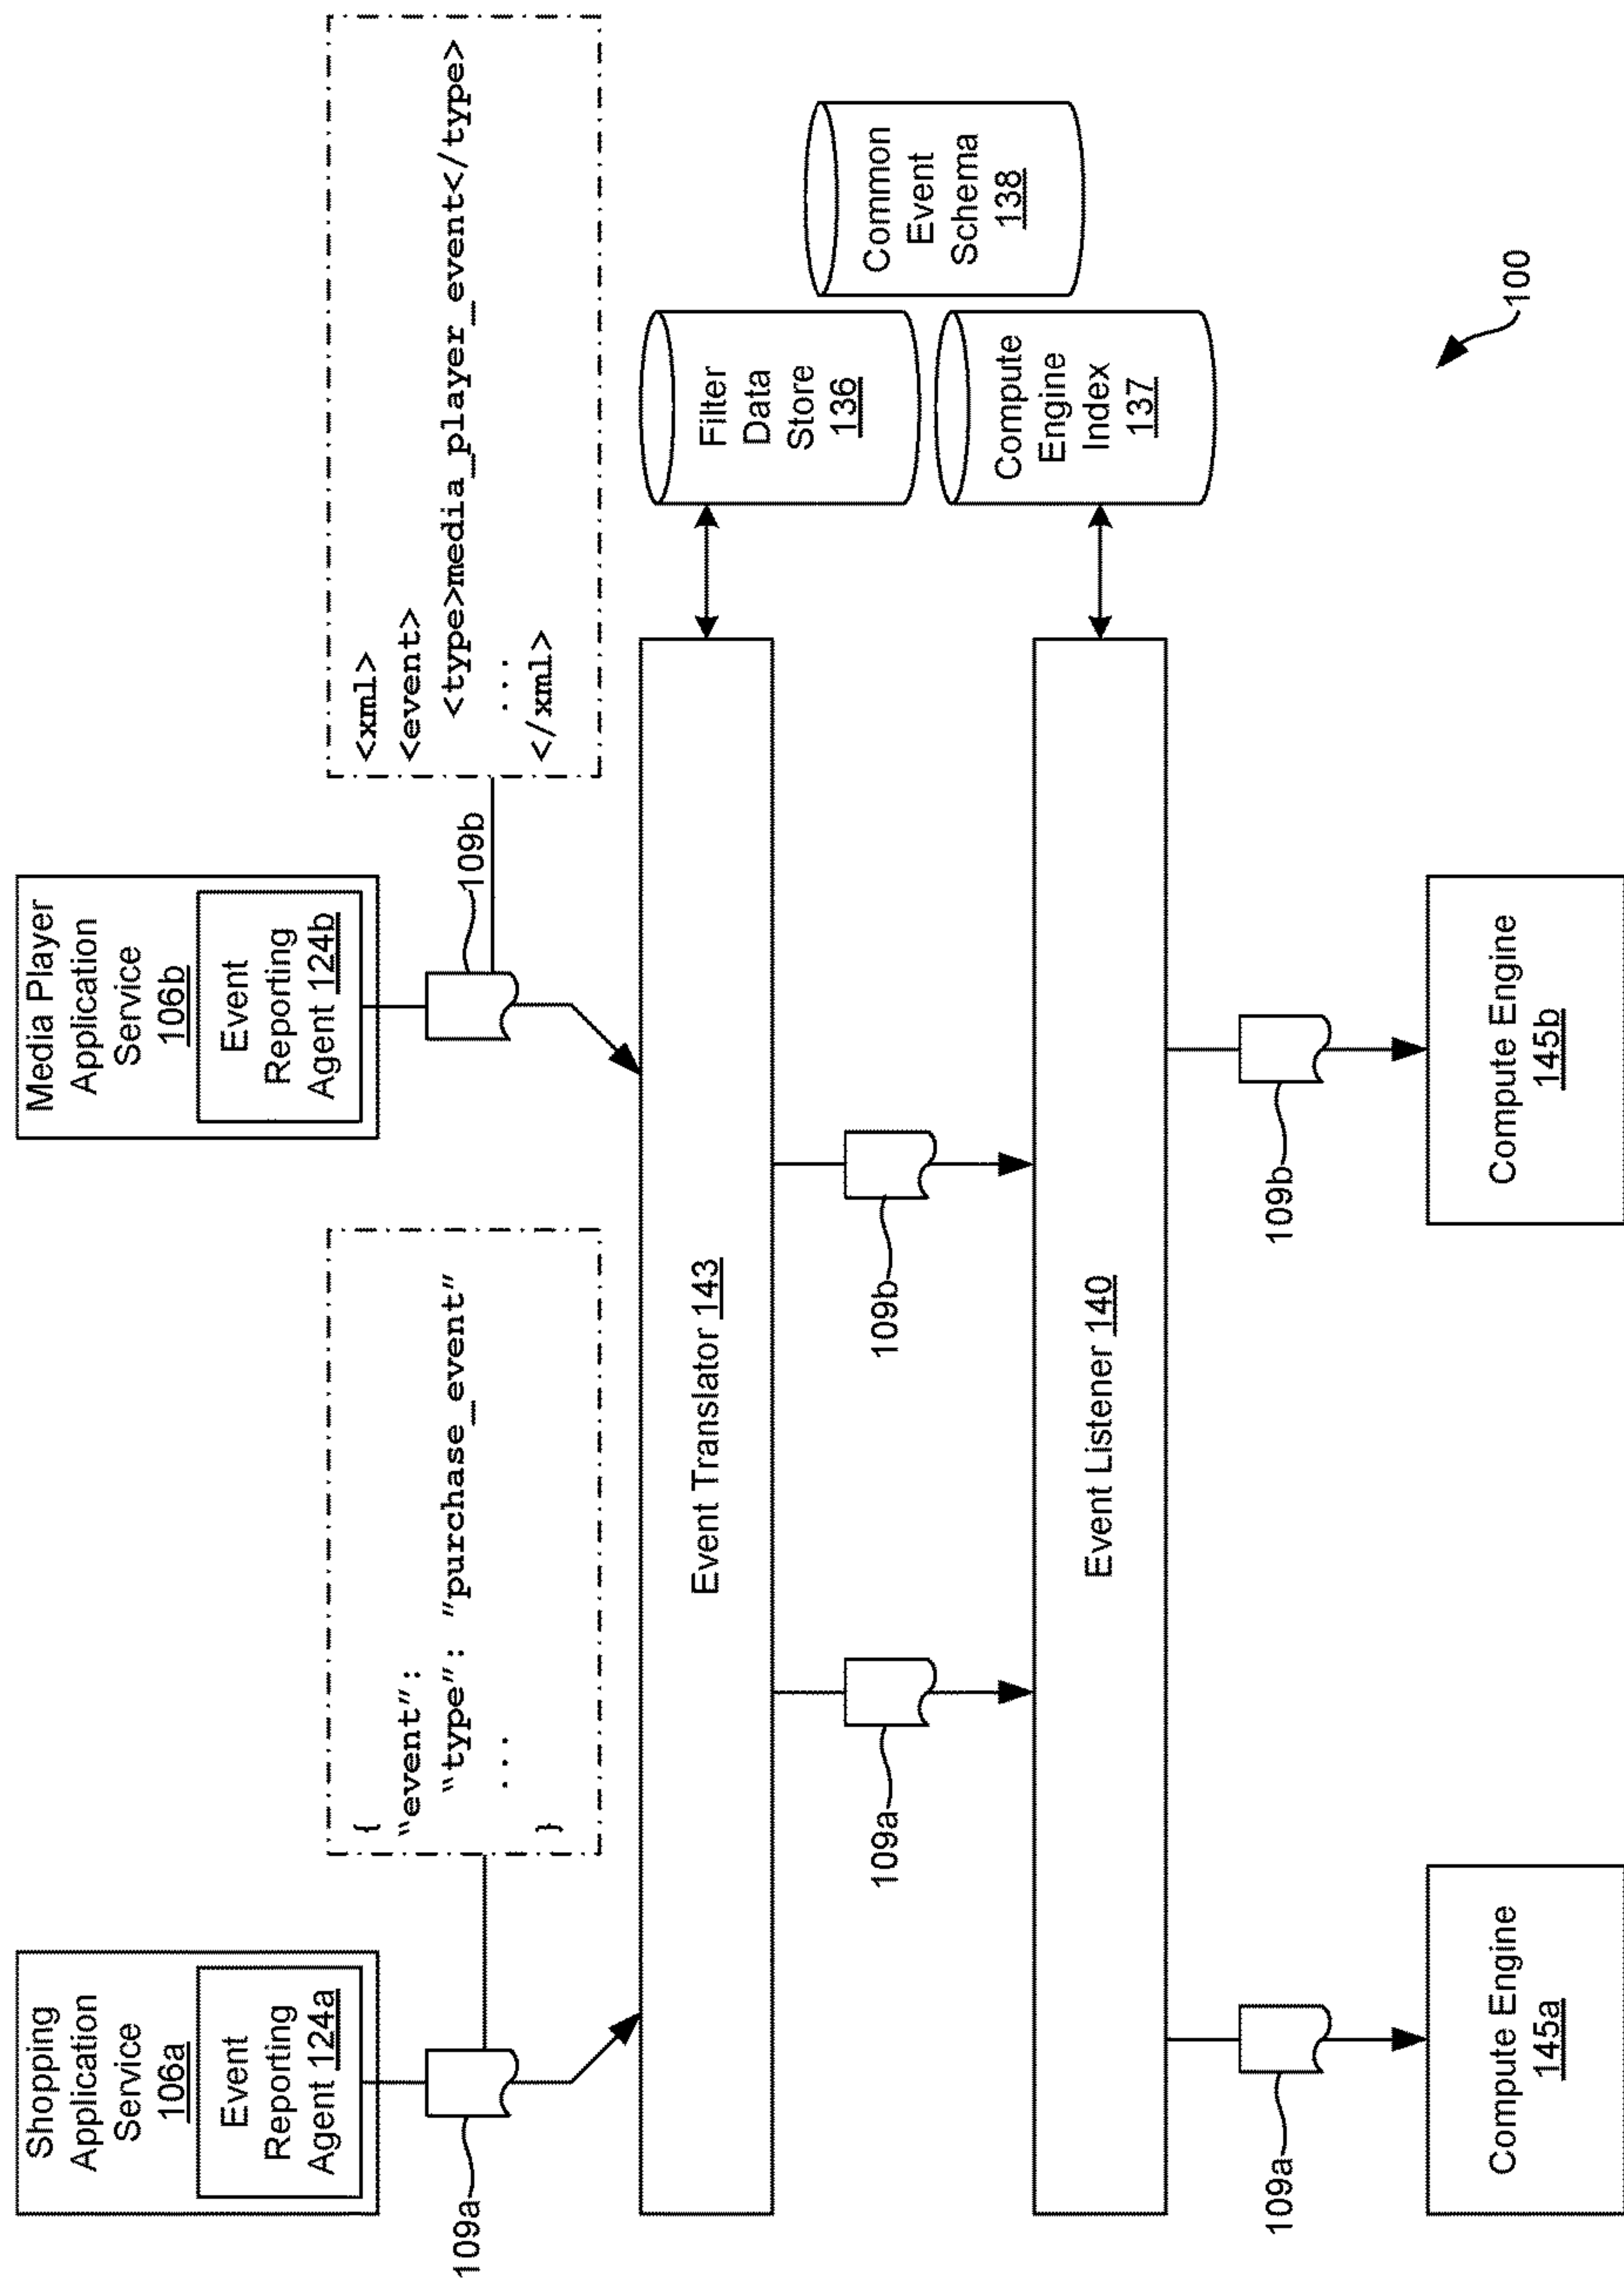 Shopping
Application
Service
106a
Event
Reporting
Agent 124a
109a
{
“event”:
“type”: ”purchase_event”
...
}
Media Player
Application
Service
106b
Event
Reporting
Agent 124b
109b
<xml>
<event>
<type>media_player_event</type>
...
</xml>
Event Translator 143
Filter
Data
Store
136
Common
Event
Schema
138
109a
109b
Event Listener 140
Compute
Engine
Index
137
109a
109b
Compute Engine
145a
Compute Engine
145b
100